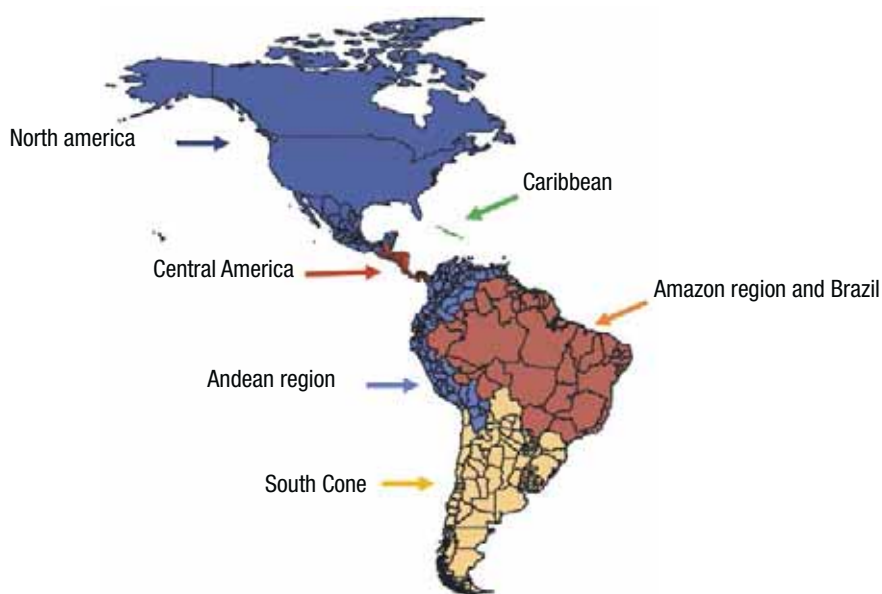 North america
Caribbean
Central America
Amazon region and Brazil
Andean region
South Cone